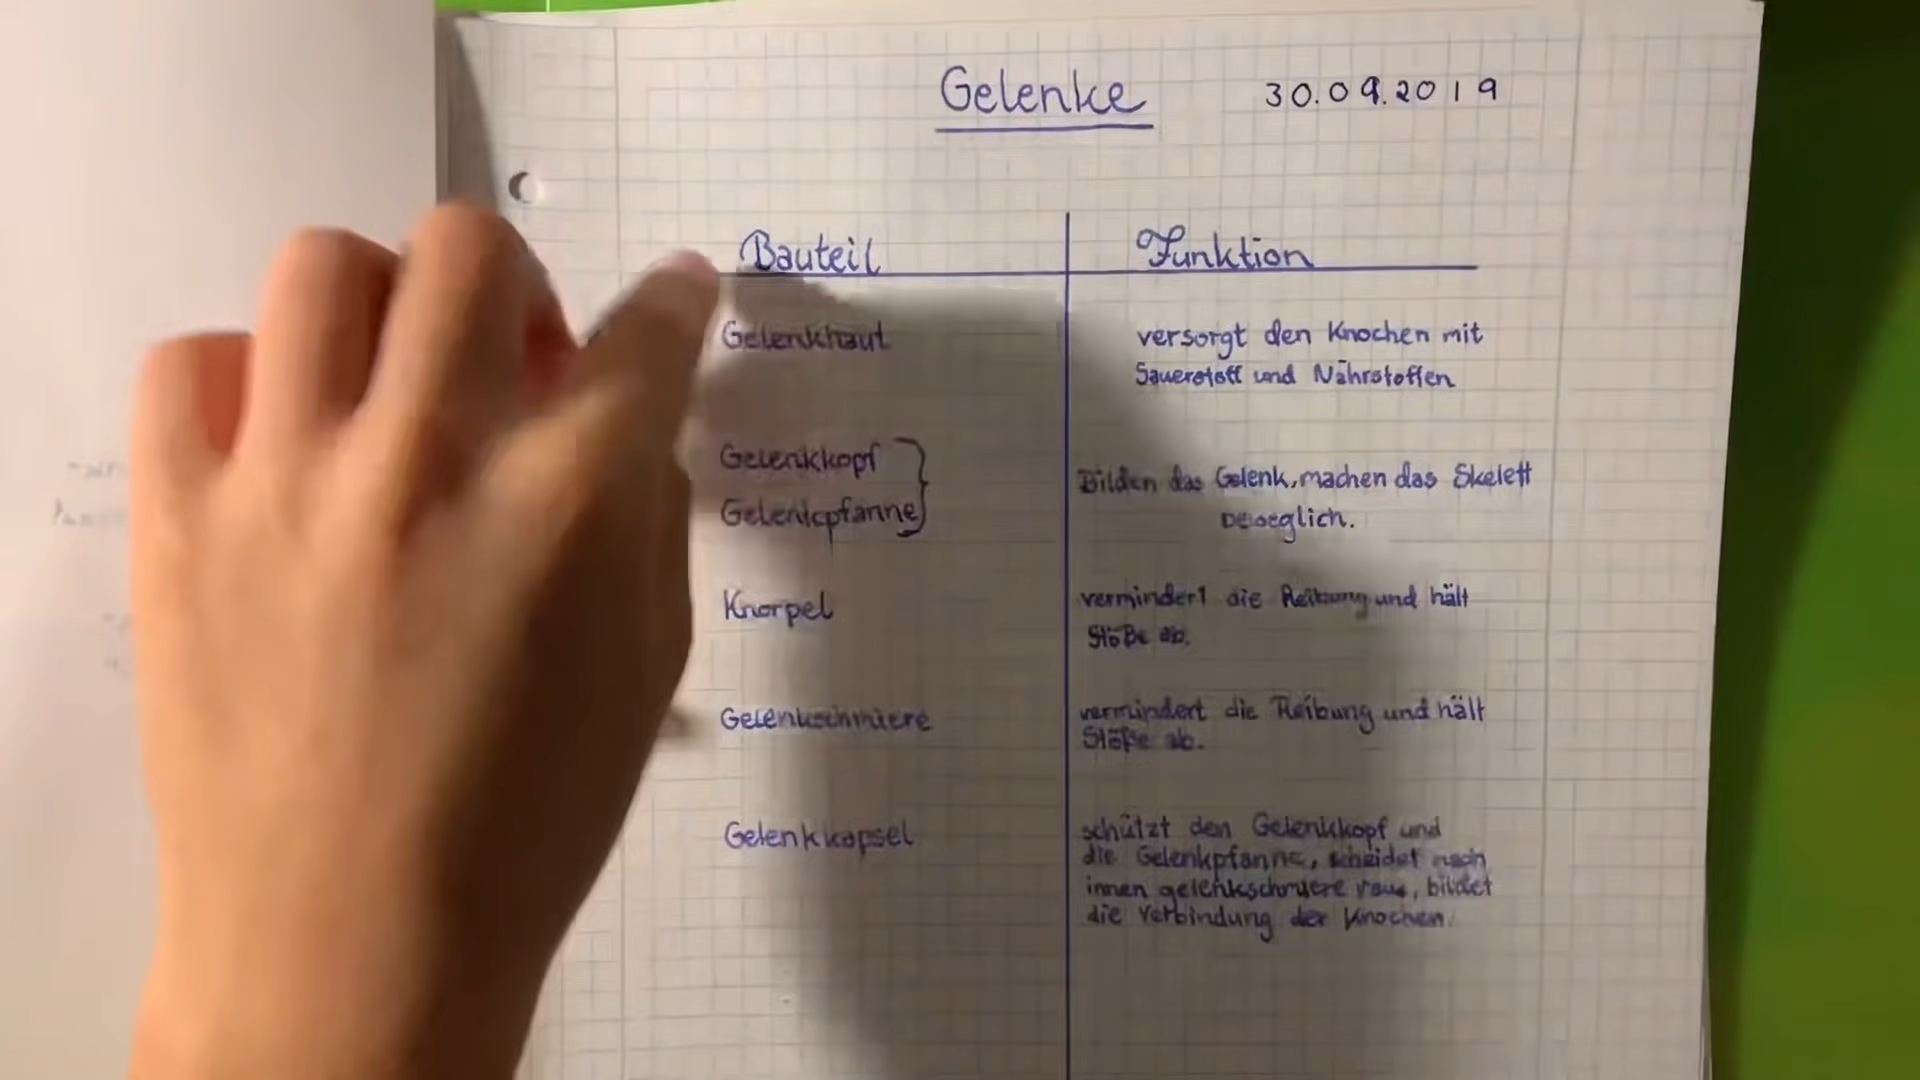 Gelenke 30.09.2019
Bauteil Funktion
Gelenkhaut versorgt den Knochen mit
Sauerstoff und Nährstoffen
Gelenkkopf
Gelenkpfanne
Bilden das Gelenk, machen das Skelett
beweglich.
Knorpel vermindert die Reibung und hält
Stöße ab.
Gelenkschmiere vermindert die Reibung und hält
Stöße ab.
Gelenkkapsel schützt den Gelenkkopf und
die Gelenkpfanne, scheidet nach
innen gelenkschmiere raus, bildet
die Verbindung der Knochen.